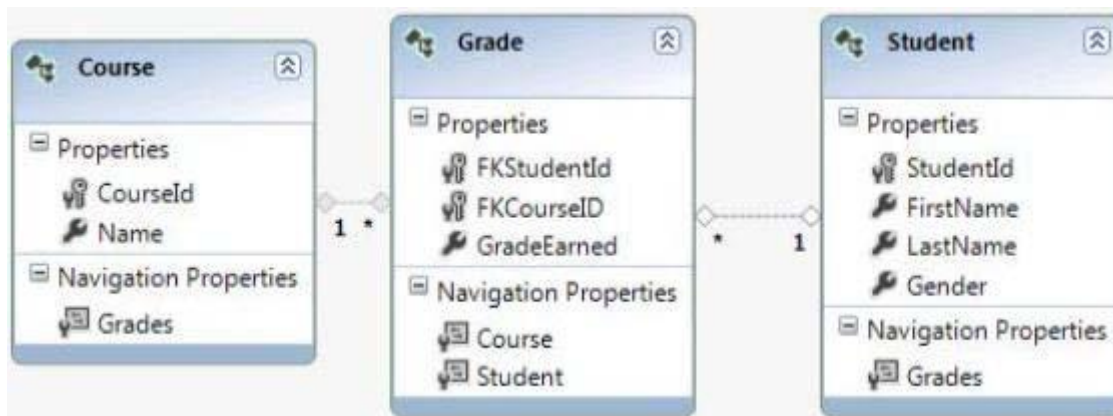 Course
Properties
CourseId
Name
Navigation Properties
Grades
1 *
Grade
Properties
FKStudentId
FKCourseID
GradeEarned
Navigation Properties
Course
Student
* 1
Student
Properties
StudentId
FirstName
LastName
Gender
Navigation Properties
Grades